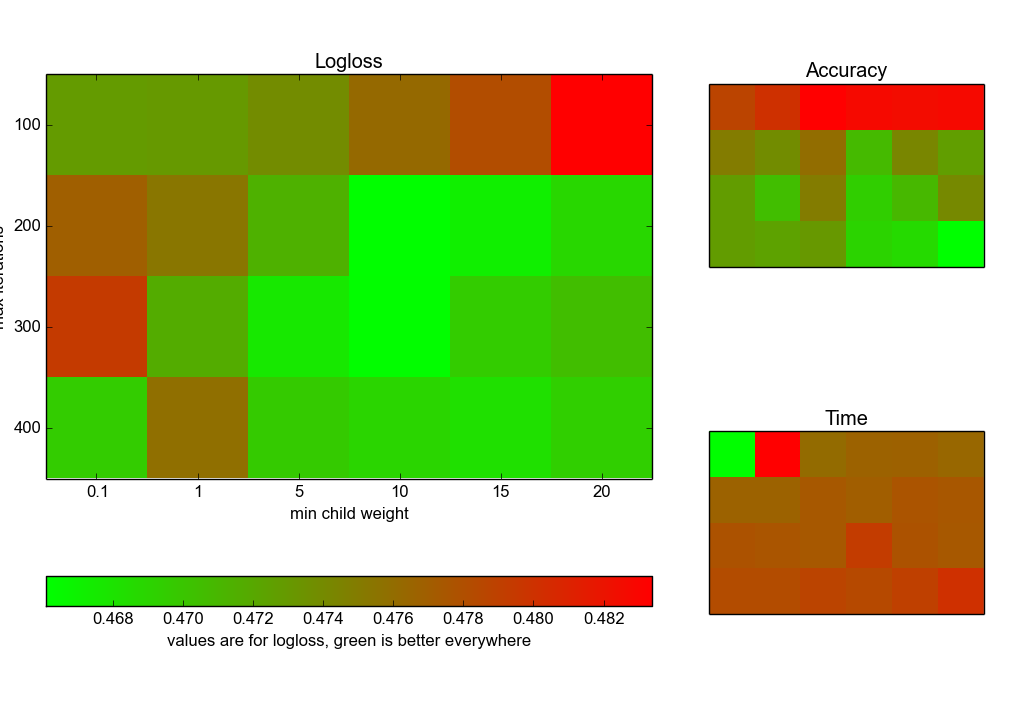 Logloss
100
200
300
400
0.1 1 5 10 15 20
min child weight
0.468 0.470 0.472 0.474 0.476 0.478 0.480 0.482
values are for logloss, green is better everywhere
Accuracy
Time